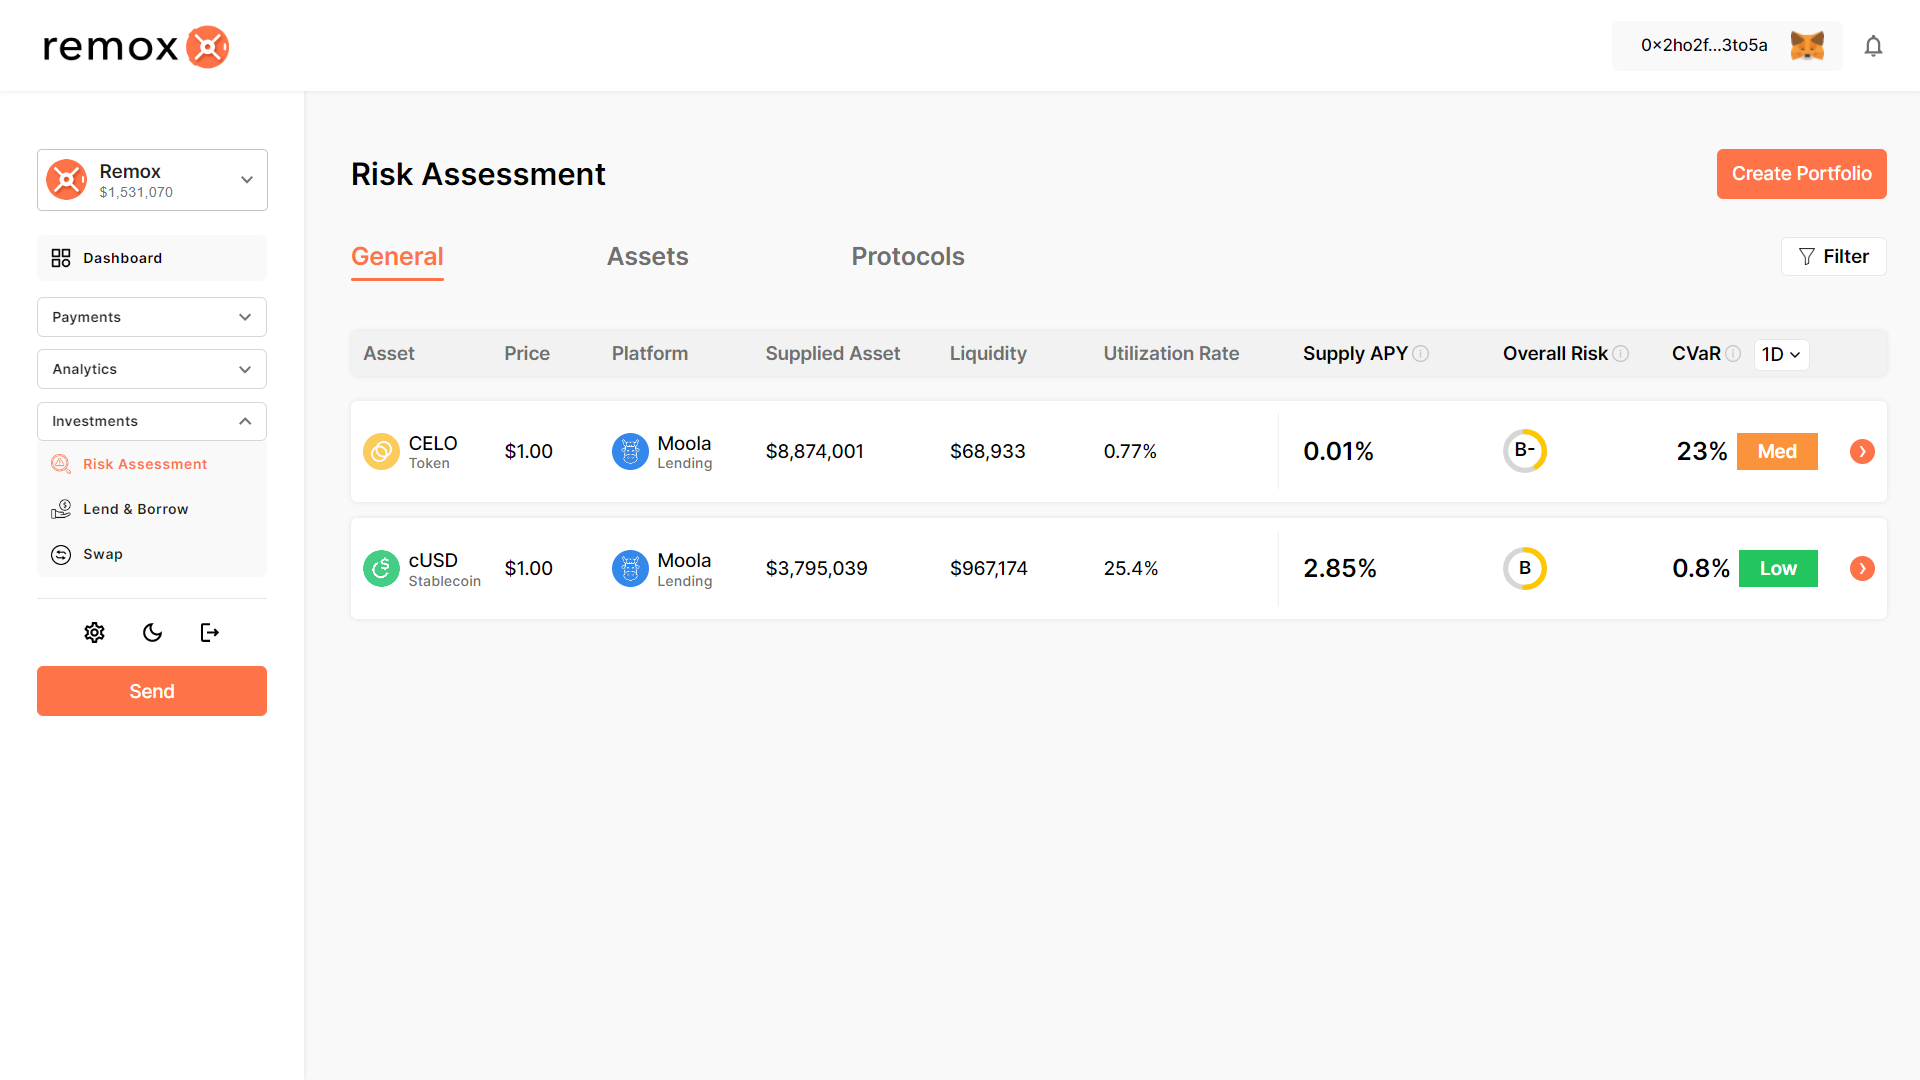 remox
0x2ho2f...3to5a
Remox
$1,531,070
Dashboard
Payments
Analytics
Investments
Risk Assessment
Lend & Borrow
Swap
Send
Risk Assessment
Create Portfolio
General Assets Protocols
Filter
Asset Price Platform Supplied Asset Liquidity Utilization Rate Supply APY Overall Risk CVaR 1D
CELO
Token
$1.00
Moola
Lending
$8,874,001
$68,933
0.77%
0.01%
B-
23%
Med
cUSD
Stablecoin
$1.00
Moola
Lending
$3,795,039
$967,174
25.4%
2.85%
B
0.8%
Low